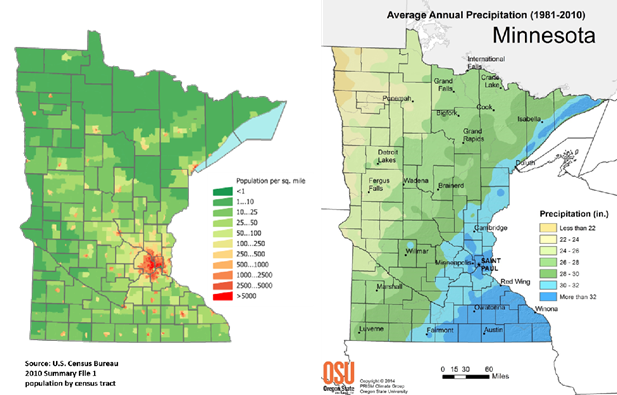 Population per sq. mile
<1
1...10
10...25
25...50
50...100
100...250
250...500
500...1000
1000...2500
2500...5000
>5000
Source: U.S. Census Bureau
2010 Summary File 1
population by census tract
Average Annual Precipitation (1981-2010)
Minnesota
International
Falls
Grand
Falls
Crane
Lake
Ponemah
Bigfork
Cook
Isabella
Grand
Rapids
Duluth
Detroit
Lakes
Fergus
Falls
Wadena
Brainerd
Cambridge
Willmar
Minneapolis
SAINT
PAUL
Red Wing
Marshall
Owatonna
Winona
Luverne
Fairmont
Austin
Precipitation (in.)
Less than 22
22 - 24
24 - 26
26 - 28
28 - 30
30 - 32
More than 32
0 15 30 60
Miles
OSU
Oregon State
Copyright © 2014
PRISM Climate Group
Oregon State University